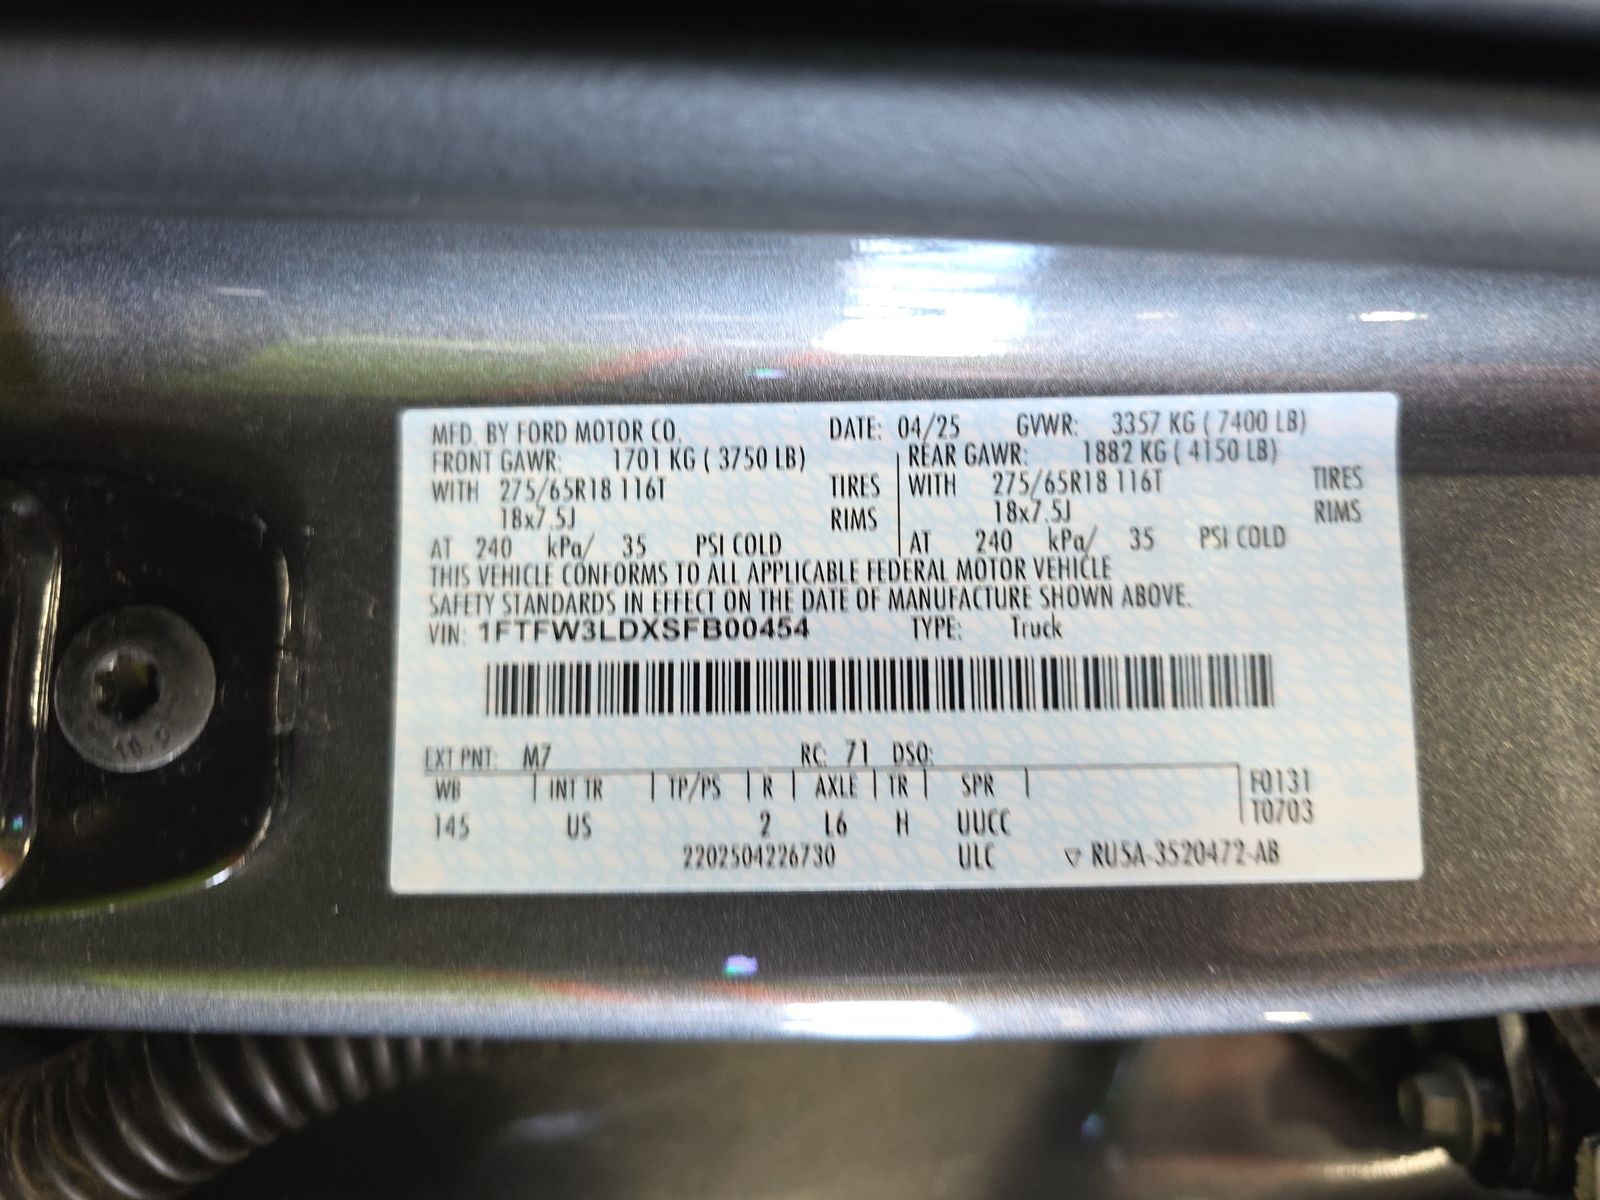 MFD. BY FORD MOTOR CO. DATE: 04/25 GVWR: 3357 KG ( 7400 LB)
FRONT GAWR: 1701 KG ( 3750 LB) REAR GAWR: 1882 KG ( 4150 LB)
WITH 275/65R18 116T TIRES WITH 275/65R18 116T TIRES
18x7.5J RIMS 18x7.5J RIMS
AT 240 kPa/ 35 PSI COLD AT 240 kPa/ 35 PSI COLD
THIS VEHICLE CONFORMS TO ALL APPLICABLE FEDERAL MOTOR VEHICLE
SAFETY STANDARDS IN EFFECT ON THE DATE OF MANUFACTURE SHOWN ABOVE.
VIN: 1FTFW3LDXSFB00454 TYPE: Truck
EXT PNT: M7 RC: 71 DSO:
WB INT TR TP/PS R AXLE TR SPR F0131
145 US 2 L6 H UUCC T0703
2202504226730 ULC ▽ RU5A-3520472-AB
10.9